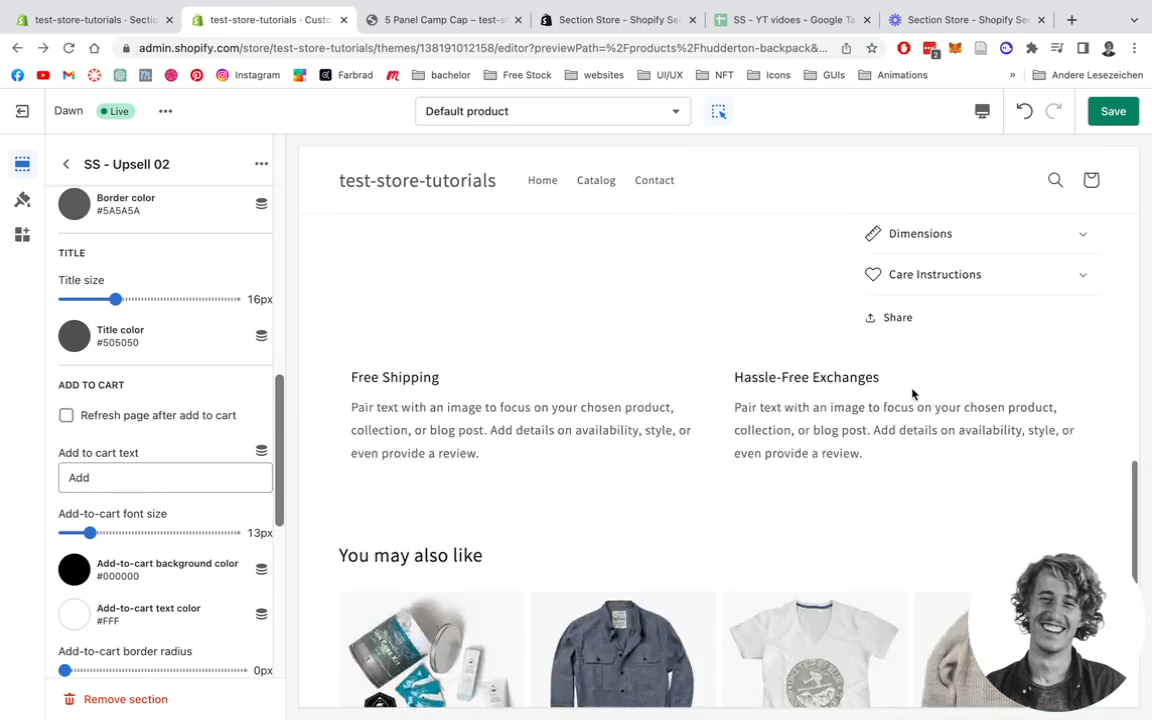 test-store-tutorials · Sectio
test-store-tutorials · Custo
5 Panel Camp Cap – test-s
Section Store - Shopify Sec
SS - YT vidoes - Google Ta
Section Store - Shopify Se
admin.shopify.com/store/test-store-tutorials/themes/138191012158/editor?previewPath=%2Fproducts%2Fhudderton-backpack&...
2
Instagram
Farbrad
bachelor
Free Stock
websites
UI/UX
NFT
Icons
GUIs
Animations
»
Andere Lesezeichen
Dawn
Live
Default product
Save
SS - Upsell 02
Border color
#5A5A5A
TITLE
Title size
16px
Title color
#505050
ADD TO CART
Refresh page after add to cart
Add to cart text
Add
Add-to-cart font size
13px
Add-to-cart background color
#000000
Add-to-cart text color
#FFF
Add-to-cart border radius
0px
Remove section
test-store-tutorials
Home
Catalog
Contact
Dimensions
Care Instructions
Share
Free Shipping
Pair text with an image to focus on your chosen product,
collection, or blog post. Add details on availability, style, or
even provide a review.
Hassle-Free Exchanges
Pair text with an image to focus on your chosen product,
collection, or blog post. Add details on availability, style, or
even provide a review.
You may also like